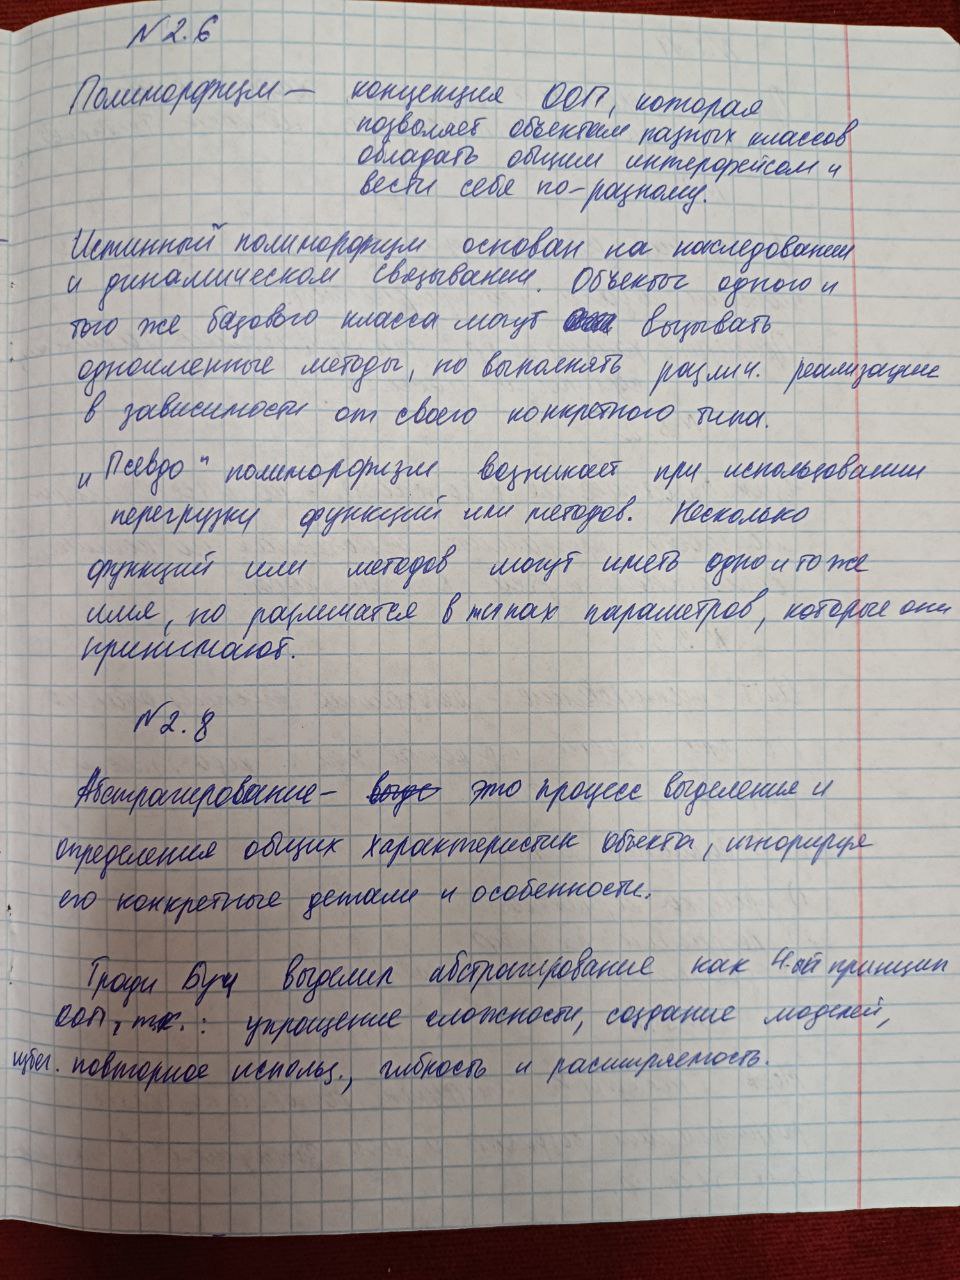 №2.6
Полиморфизм — концепция ООП, которая
позволяет объектам разных классов
обладать общим интерфейсом и
вести себя по-разному.
Истинный полиморфизм основан на наследовании
и динамическом связывании. Объекты одного и
того же базового класса могут вызывать
одноименные методы, но выполнять различ. реализацию
в зависимости от своего конкретного типа.
„Псевдо“ полиморфизм возникает при использовании
перегрузки функций или методов. Несколько
функций или методов могут иметь одно и то же
имя, но различатся в типах параметров, которые они
принимают.
№2.8
Абстрагирование – это процесс выделения и
определения общих характеристик объекта, игнорируя
его конкретные детали и особенности.
Гради Буч выделил абстрагирование как 4-ый принцип
ООП, т.к.: упрощение сложности, создание моделей,
избег. повторное использ., гибкость и расширяемость.